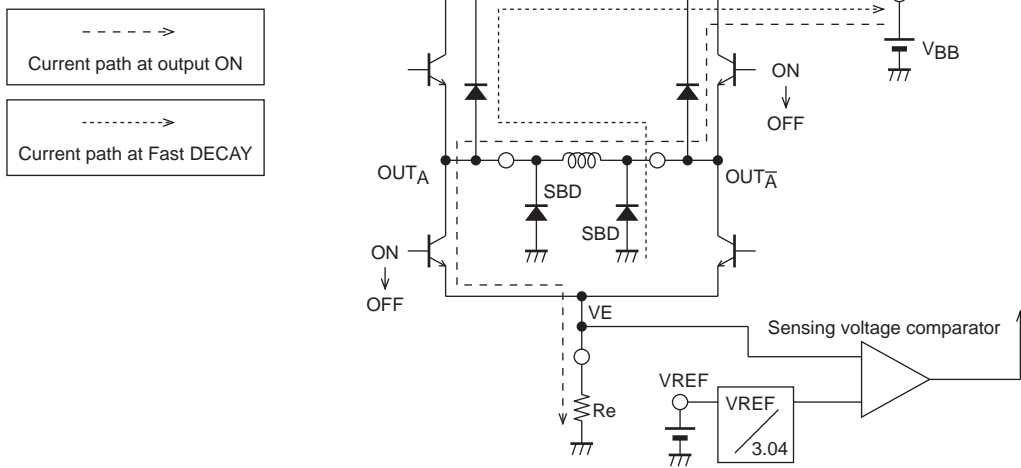 Current path at output ON
Current path at Fast DECAY
VBB
ON
OFF
OUTA
OUTA̅
SBD
SBD
ON
OFF
VE
Sensing voltage comparator
VREF
VREF
3.04
Re